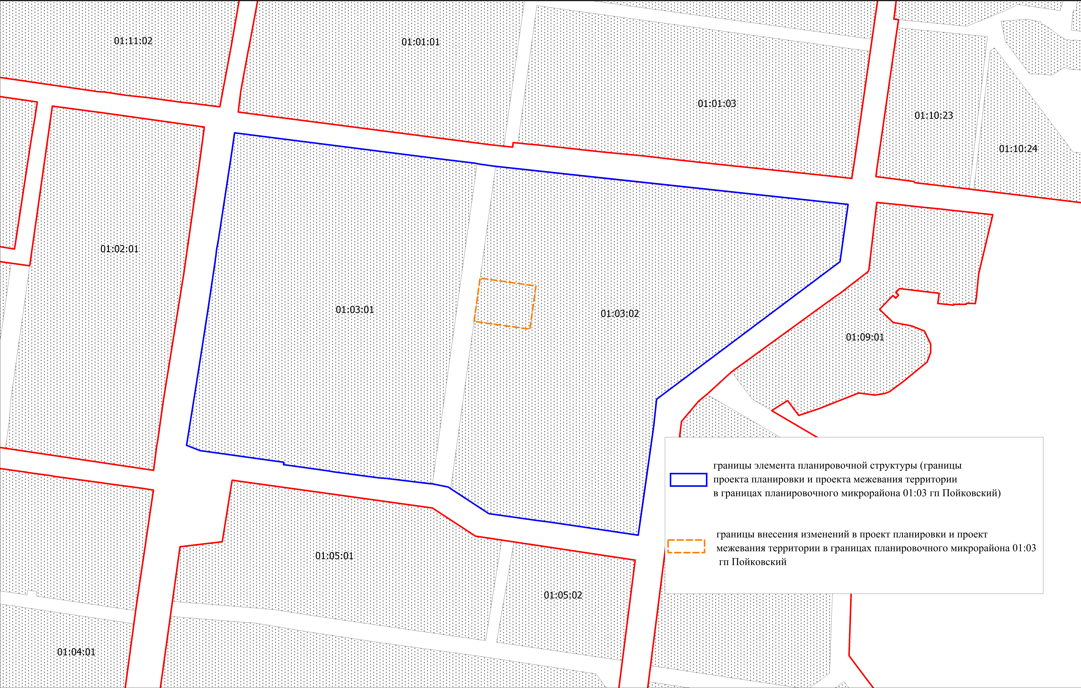 01:11:02
01:01:01
01:01:03
01:10:23
01:10:24
01:02:01
01:03:01
01:03:02
01:09:01
границы элемента планировочной структуры (границы
проекта планировки и проекта межевания территории
в границах планировочного микрорайона 01:03 гп Пойковский)
границы внесения изменений в проект планировки и проект
межевания территории в границах планировочного микрорайона 01:03
гп Пойковский
01:05:01
01:05:02
01:04:01